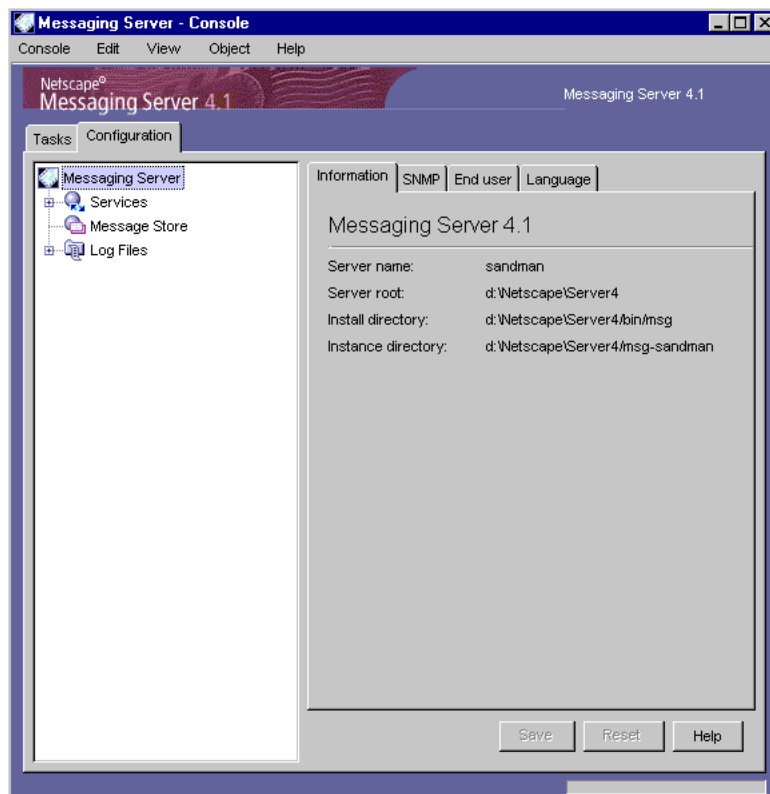 Messaging Server - Console
Console Edit View Object Help
Netscape®
Messaging Server 4.1
Messaging Server 4.1
Tasks Configuration
Messaging Server
Services
Message Store
Log Files
Information SNMP End user Language
Messaging Server 4.1
Server name: sandman
Server root: d:\Netscape\Server4
Install directory: d:\Netscape\Server4/bin/msg
Instance directory: d:\Netscape\Server4/msg-sandman
Save Reset Help